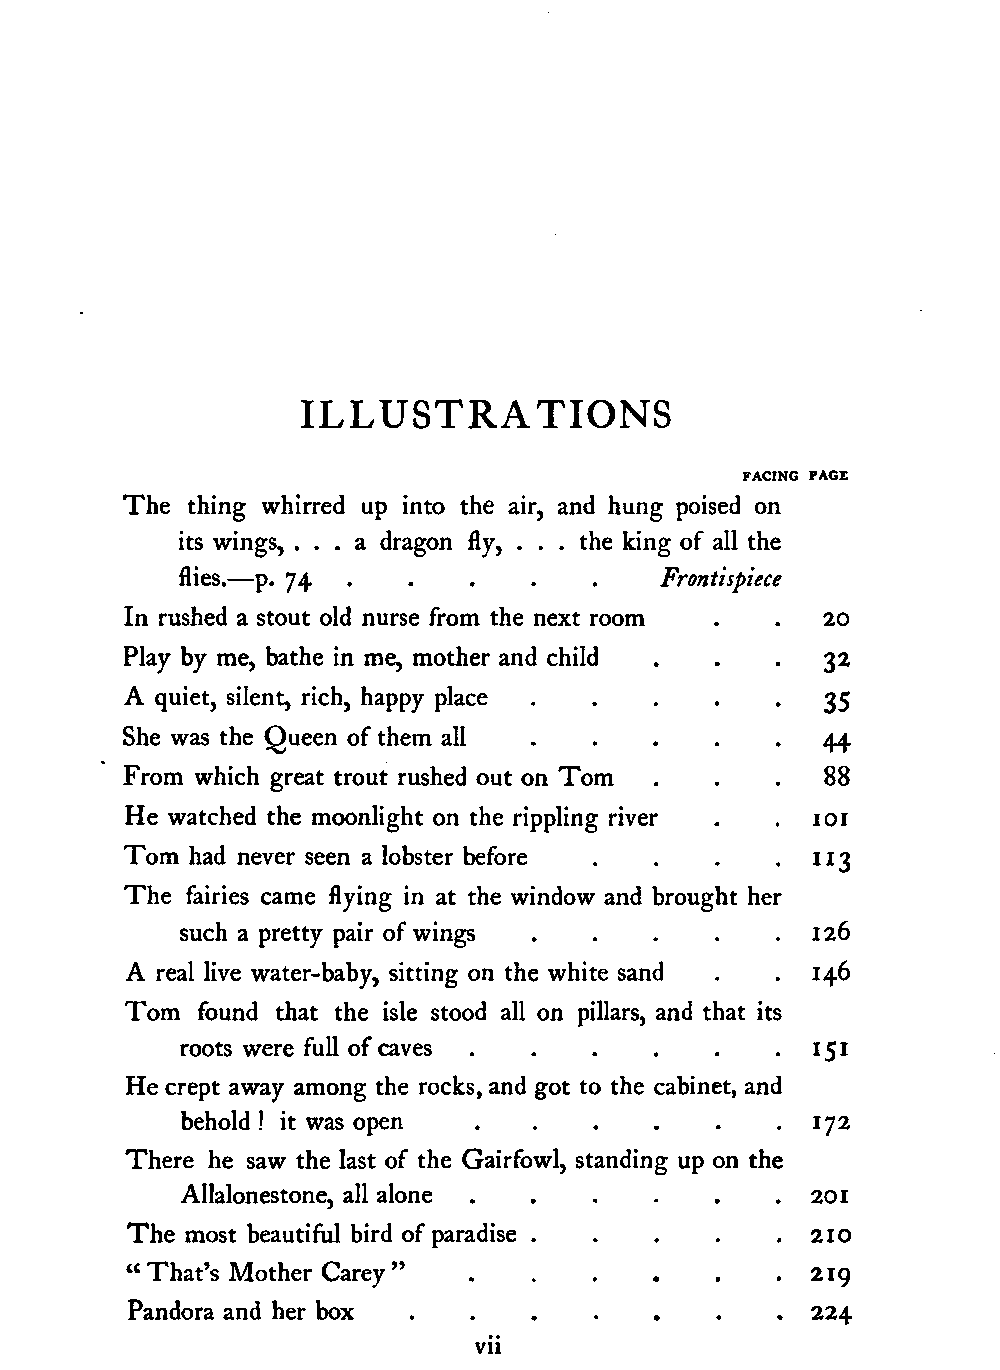 ILLUSTRATIONS
FACING PAGE
The thing whirred up into the air, and hung poised on
its wings, . . . a dragon fly, . . . the king of all the
flies.—p. 74 . . . . . Frontispiece
In rushed a stout old nurse from the next room . . 20
Play by me, bathe in me, mother and child . . . 32
A quiet, silent, rich, happy place . . . . . 35
She was the Queen of them all . . . . . 44
From which great trout rushed out on Tom . . . 88
He watched the moonlight on the rippling river . . 101
Tom had never seen a lobster before . . . . 113
The fairies came flying in at the window and brought her
such a pretty pair of wings . . . . . 126
A real live water-baby, sitting on the white sand . . 146
Tom found that the isle stood all on pillars, and that its
roots were full of caves . . . . . . 151
He crept away among the rocks, and got to the cabinet, and
behold ! it was open . . . . . . 172
There he saw the last of the Gairfowl, standing up on the
Allalonestone, all alone . . . . . . 201
The most beautiful bird of paradise . . . . . 210
“ That's Mother Carey ” . . . . . . 219
Pandora and her box . . . . . . . 224
vii